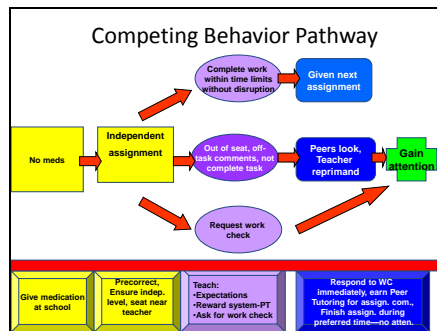 Competing Behavior Pathway
Complete work
within time limits
without disruption
Given next
assignment
No meds
Independent
assignment
Out of seat, off-
task comments, not
complete task
Peers look,
Teacher
reprimand
Gain
attention
Request work
check
Give medication
at school
Precorrect,
Ensure indep.
level, seat near
teacher
Teach:
•Expectations
•Reward system-PT
•Ask for work check
Respond to WC
immediately, earn Peer
Tutoring for assign. com.,
Finish assign. during
preferred time—no atten.